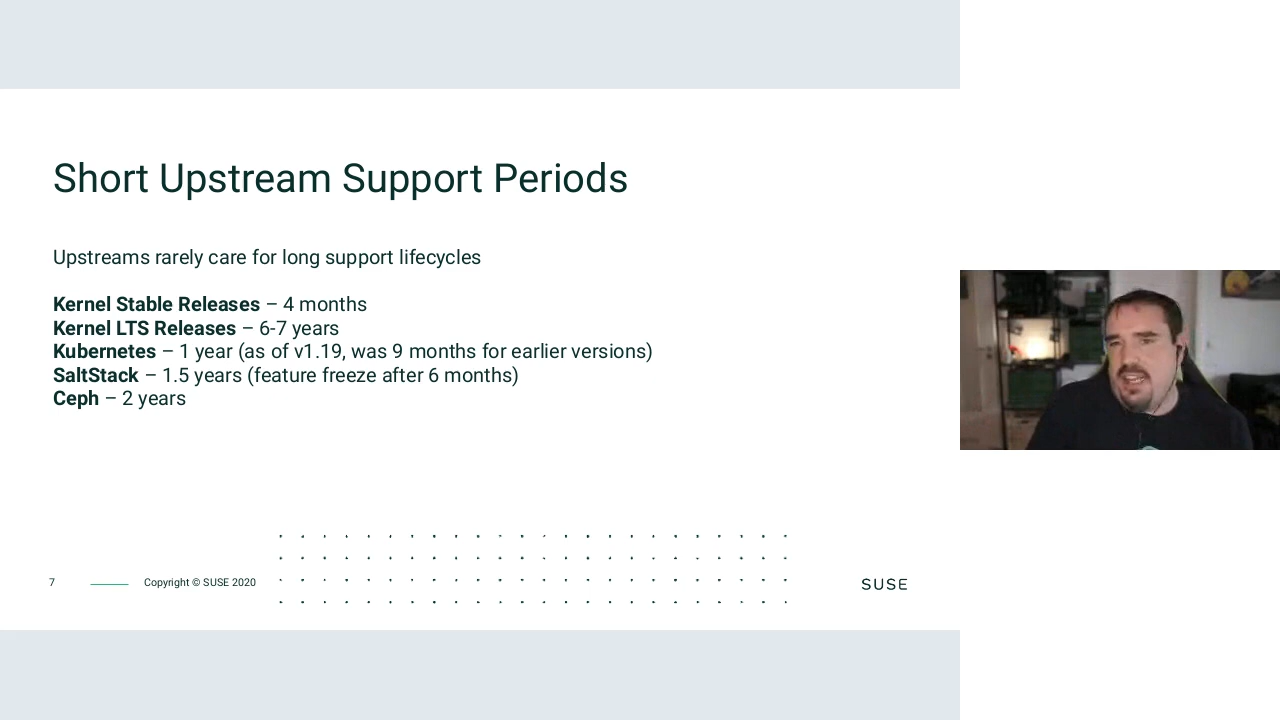 Short Upstream Support Periods
Upstreams rarely care for long support lifecycles
Kernel Stable Releases – 4 months
Kernel LTS Releases – 6-7 years
Kubernetes – 1 year (as of v1.19, was 9 months for earlier versions)
SaltStack – 1.5 years (feature freeze after 6 months)
Ceph – 2 years
7
Copyright © SUSE 2020
SUSE